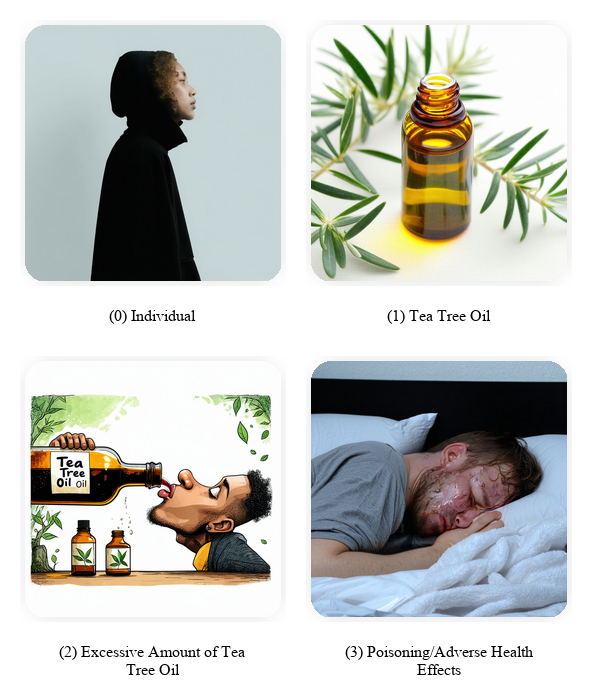 (0) Individual
(1) Tea Tree Oil
Tea
Tree
Oil Oil
(2) Excessive Amount of Tea
Tree Oil
(3) Poisoning/Adverse Health
Effects